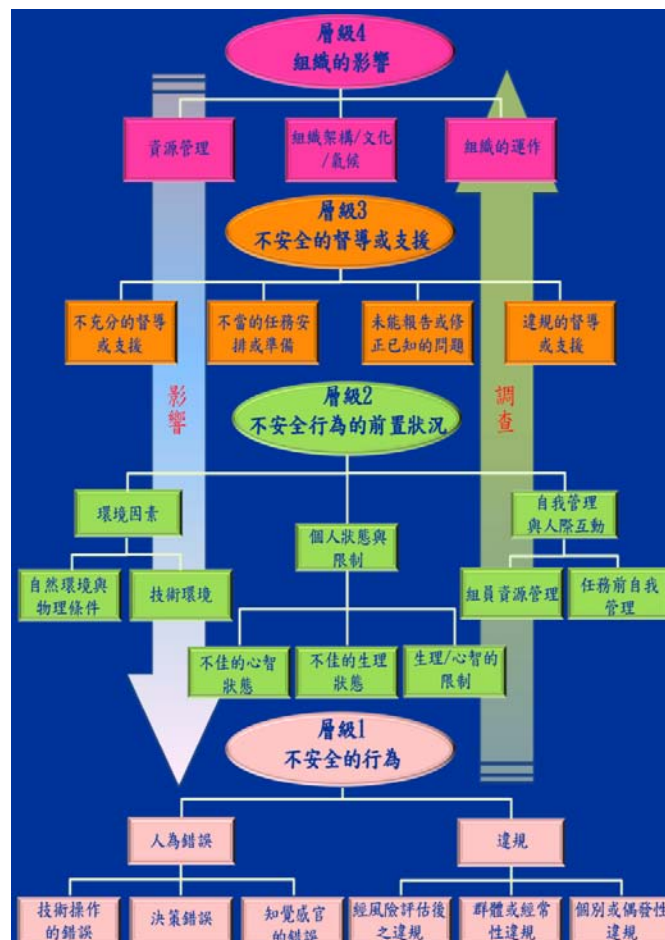 層級4
組織的影響
資源管理
組織架構/文化
/氣候
組織的運作
層級3
不安全的督導或支援
不充分的督導
或支援
不當的任務安
排或準備
未能報告或修
正已知的問題
違規的督導
或支援
影響
調查
層級2
不安全行為的前置狀況
環境因素
個人狀態與
限制
自我管理
與人際互動
自然環境與
物理條件
技術環境
組員資源管理
任務前自我
管理
不佳的心智
狀態
不佳的生理
狀態
生理/心智的
限制
層級1
不安全的行為
人為錯誤
違規
技術操作
的錯誤
決策錯誤
知覺感官
的錯誤
經風險評估後
之違規
群體或經常
性違規
個別或偶發性
違規